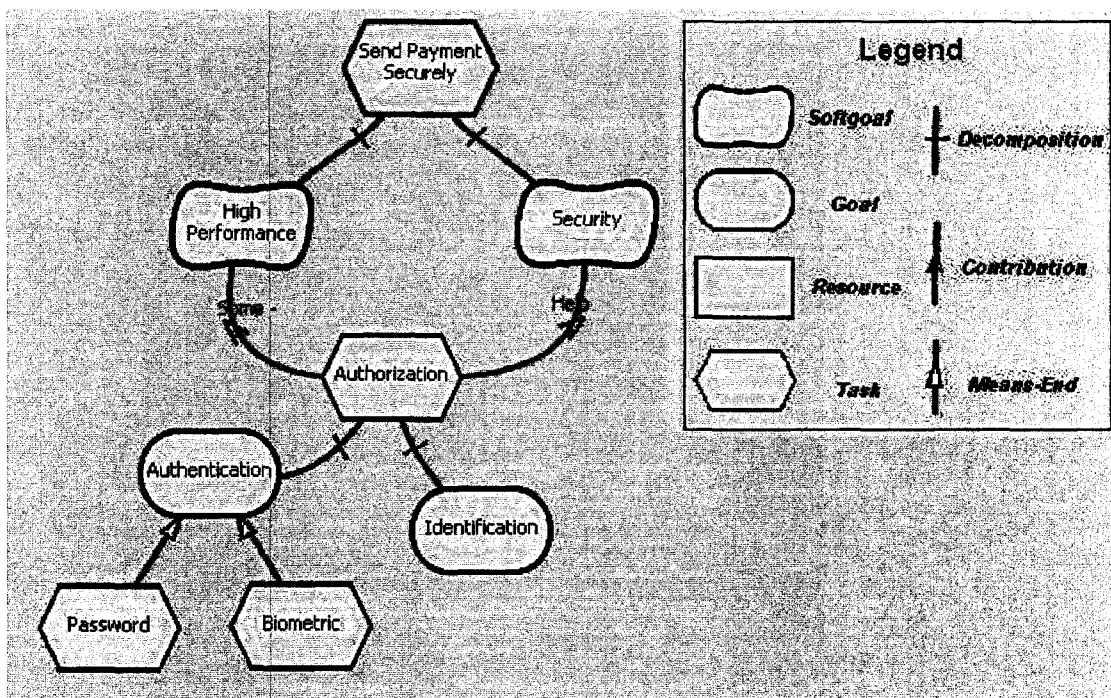 Send Payment
Securely
High
Performance
Security
Some -
Help
Authorization
Authentication
Identification
Password
Biometric
Legend
Softgoal
Goal
Resource
Task
Decomposition
Contribution
Means-End